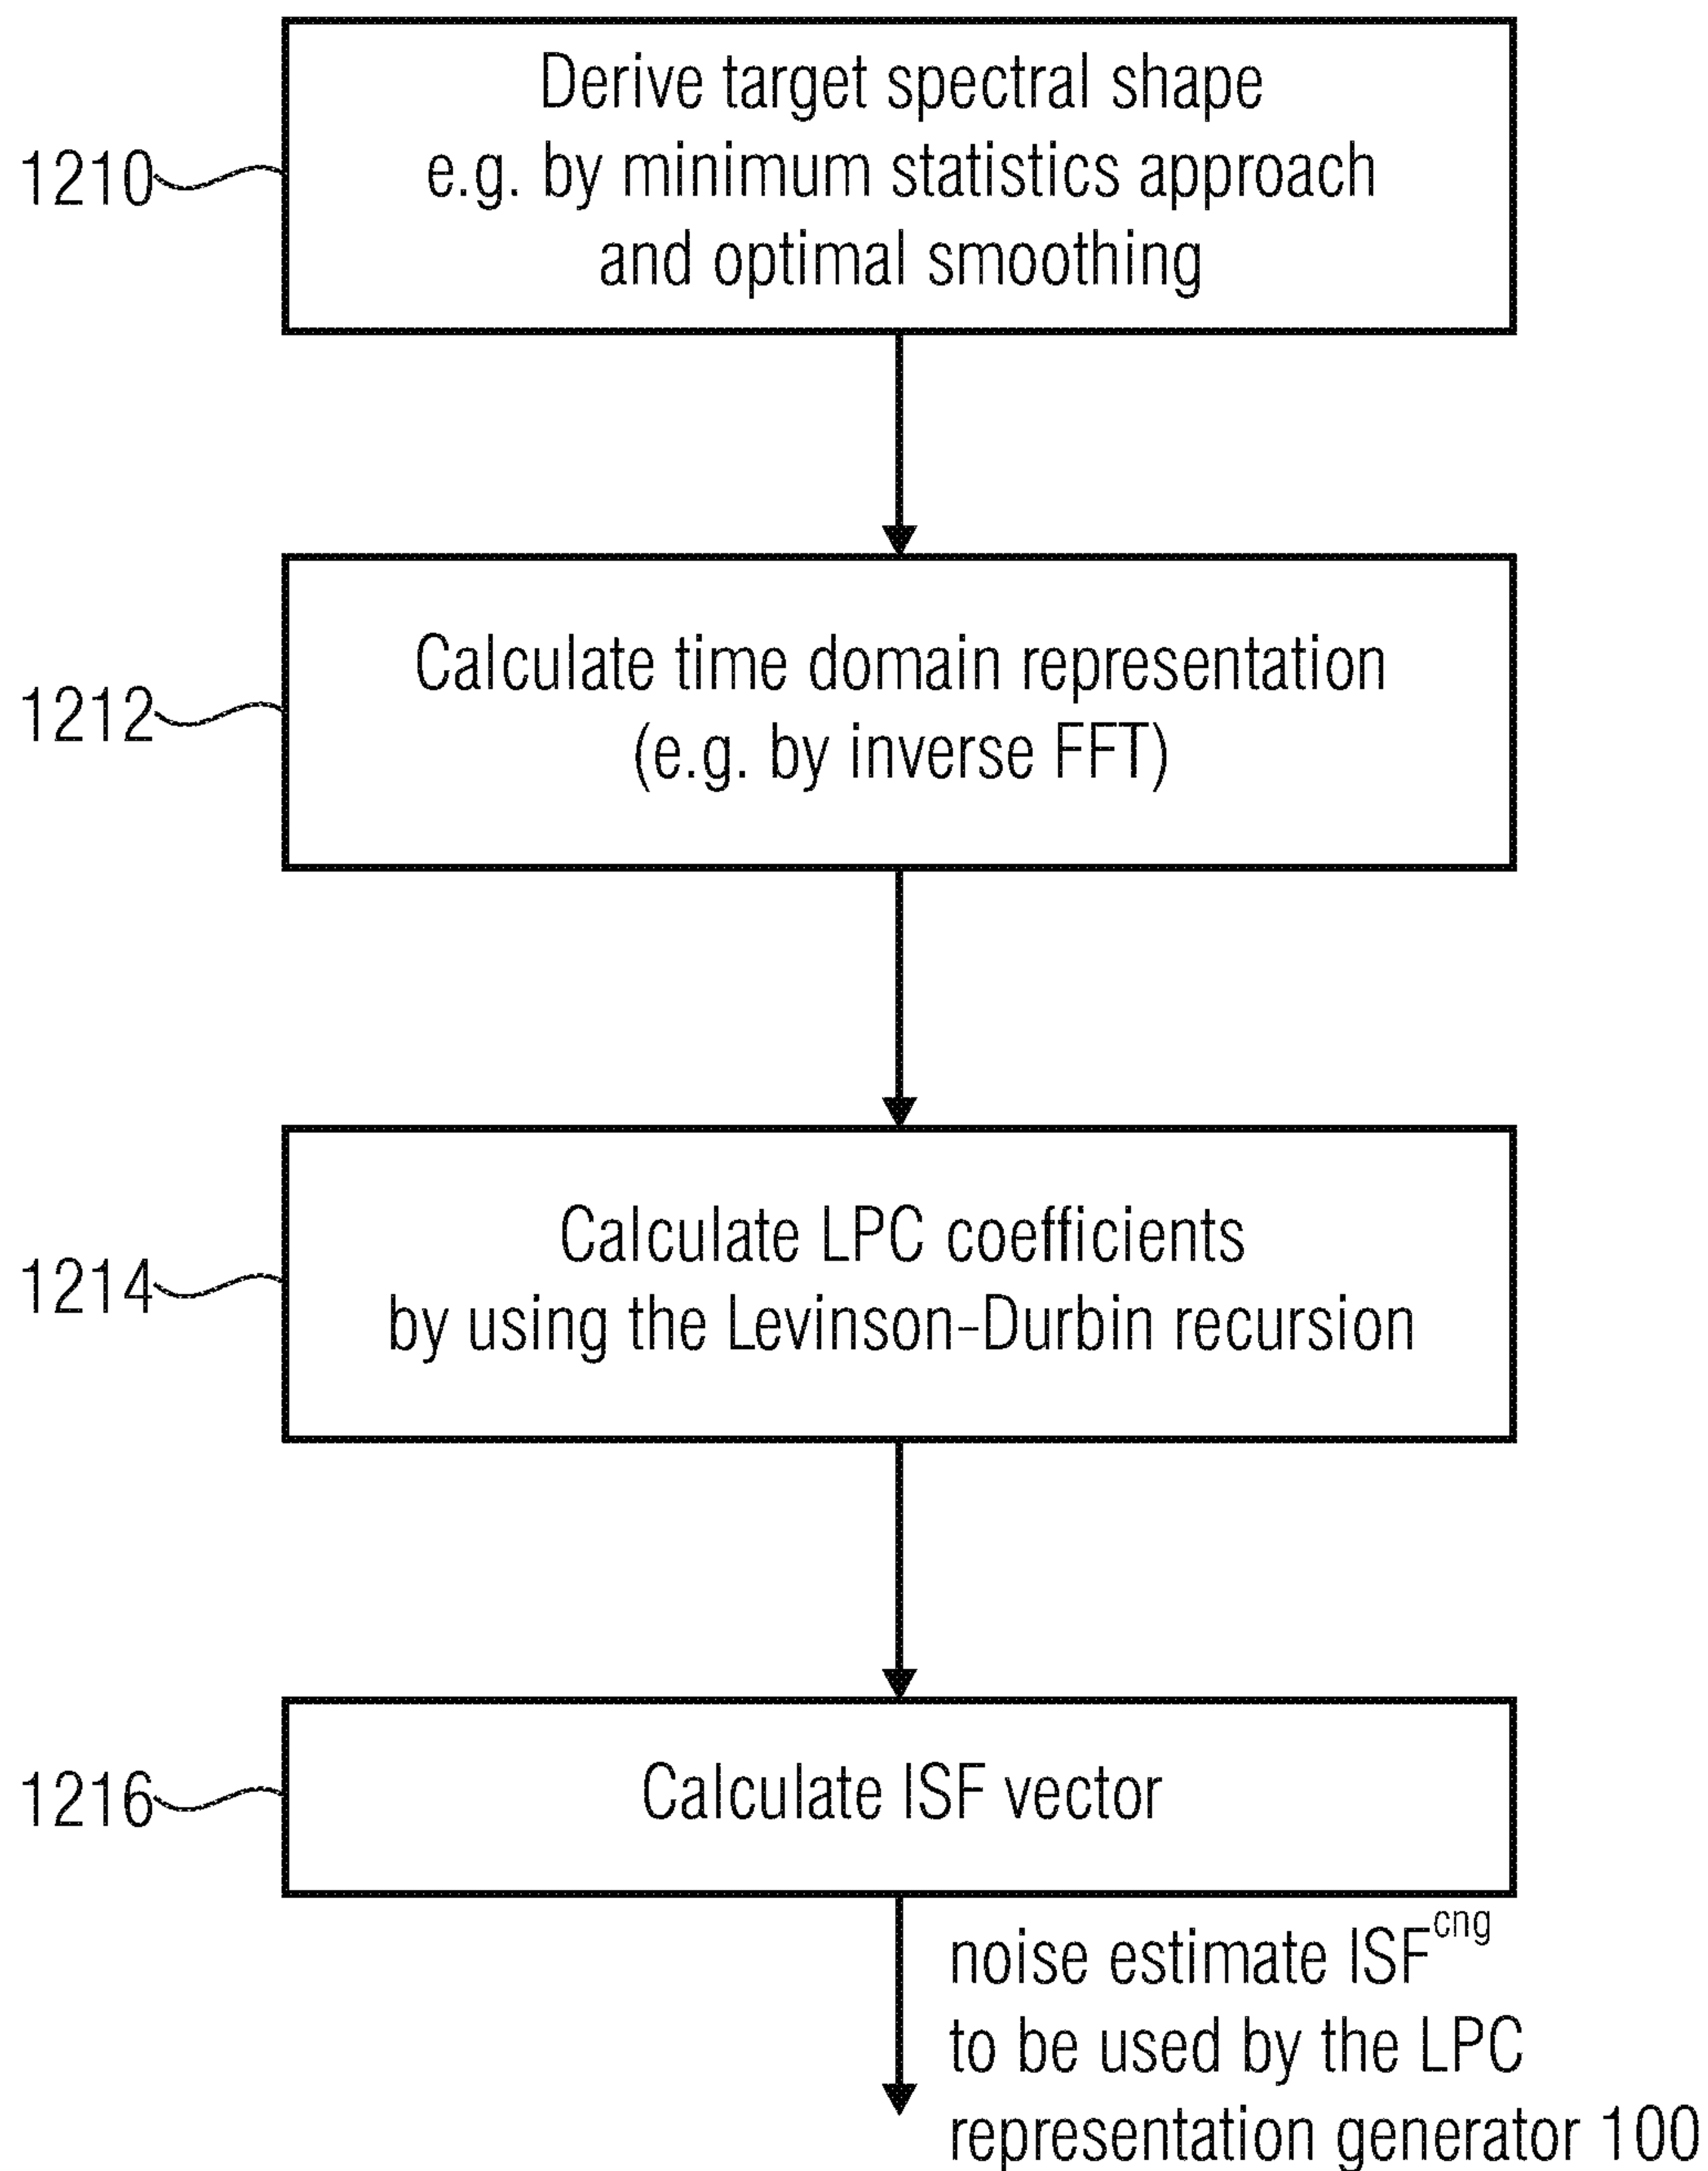 Derive target spectral shape
e.g. by minimum statistics approach
and optimal smoothing
1210
Calculate time domain representation
(e.g. by inverse FFT)
1212
Calculate LPC coefficients
by using the Levinson-Durbin recursion
1214
Calculate ISF vector
1216
noise estimate ISF^cng
to be used by the LPC
representation generator 100